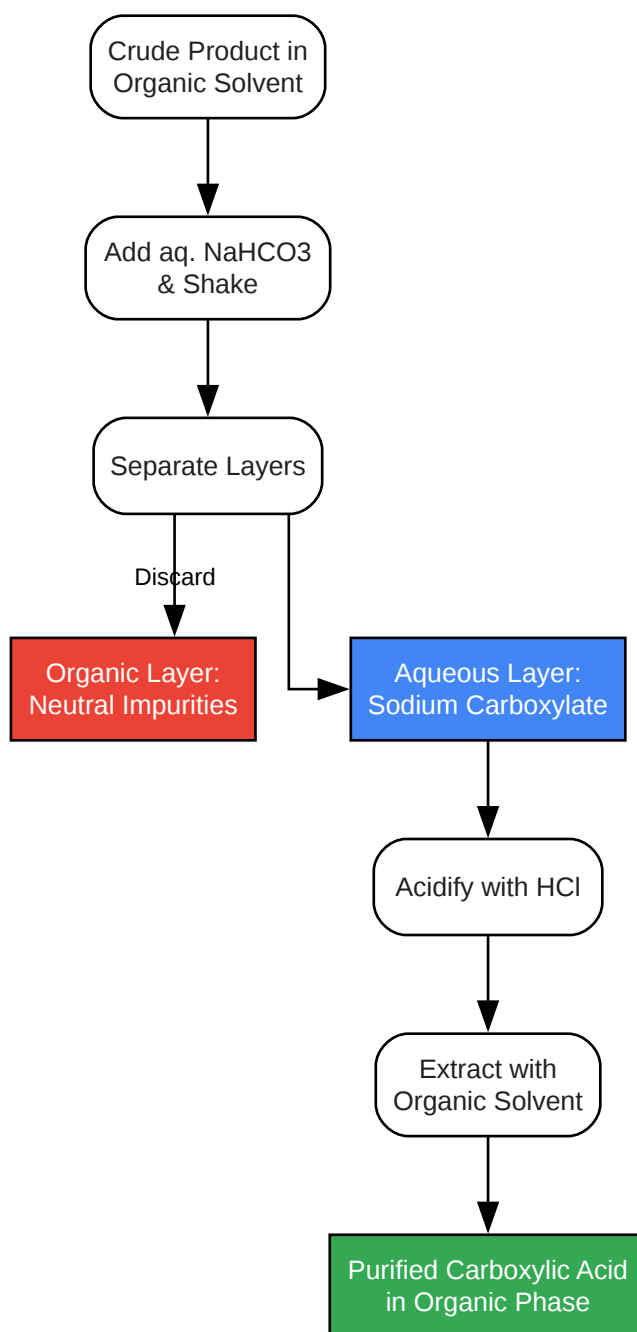 Crude Product in
Organic Solvent
Add aq. NaHCO3
& Shake
Separate Layers
Discard
Organic Layer:
Neutral Impurities
Aqueous Layer:
Sodium Carboxylate
Acidify with HCl
Extract with
Organic Solvent
Purified Carboxylic Acid
in Organic Phase